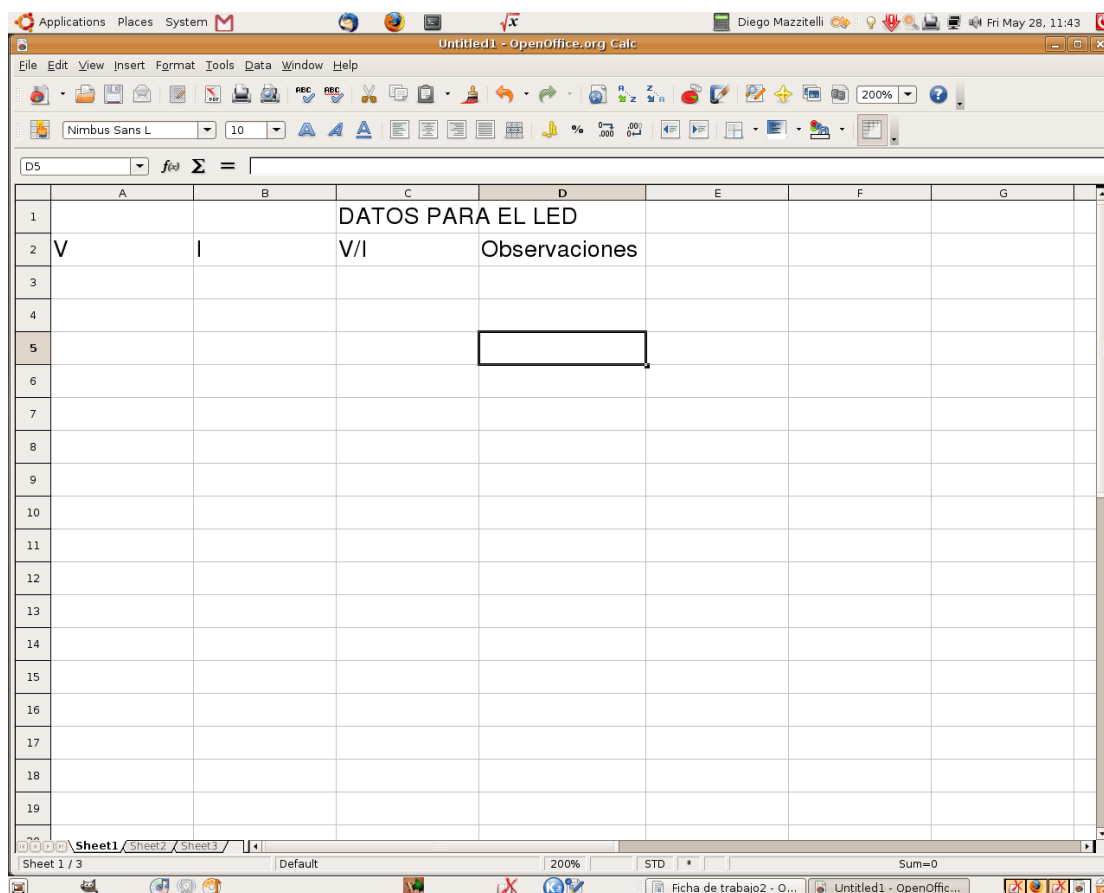 Applications Places System Diego Mazzitelli Fri May 28, 11:43
Untitled1 - OpenOffice.org Calc
File Edit View Insert Format Tools Data Window Help
200%
Nimbus Sans L 10
D5 f(x) Σ =
A B C D E F G
1 DATOS PARA EL LED
2 V I V/I Observaciones
3
4
5
6
7
8
9
10
11
12
13
14
15
16
17
18
19
20
Sheet1 Sheet2 Sheet3
Sheet 1 / 3 Default 200% STD * Sum=0
Ficha de trabajo2 - O... Untitled1 - OpenOffic...